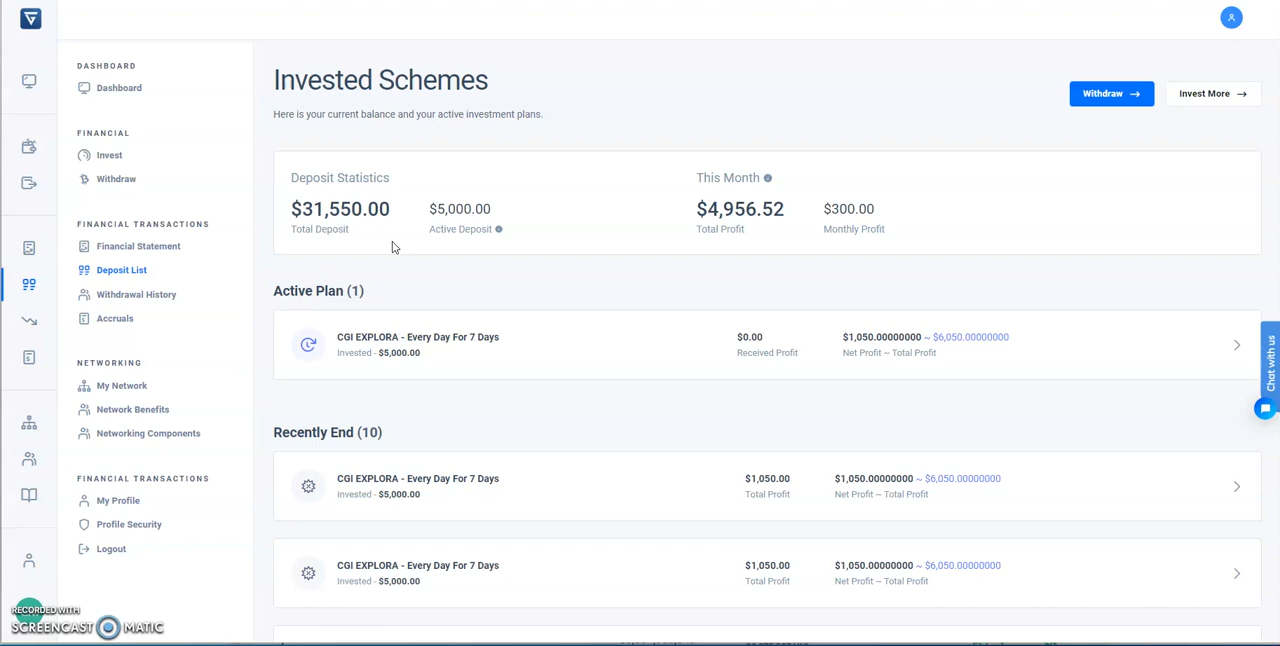 DASHBOARD
Dashboard
FINANCIAL
Invest
Withdraw
FINANCIAL TRANSACTIONS
Financial Statement
Deposit List
Withdrawal History
Accruals
NETWORKING
My Network
Network Benefits
Networking Components
FINANCIAL TRANSACTIONS
My Profile
Profile Security
Logout
RECORDED WITH
SCREENCAST MATIC
Invested Schemes
Here is your current balance and your active investment plans.
Withdraw →
Invest More →
Deposit Statistics
$31,550.00 $5,000.00
Total Deposit Active Deposit
This Month
$4,956.52 $300.00
Total Profit Monthly Profit
Active Plan (1)
CGI EXPLORA - Every Day For 7 Days $0.00 $1,050.00000000 ~ $6,050.00000000
Invested - $5,000.00 Received Profit Net Profit ~ Total Profit
Recently End (10)
CGI EXPLORA - Every Day For 7 Days $1,050.00 $1,050.00000000 ~ $6,050.00000000
Invested - $5,000.00 Total Profit Net Profit ~ Total Profit
CGI EXPLORA - Every Day For 7 Days $1,050.00 $1,050.00000000 ~ $6,050.00000000
Invested - $5,000.00 Total Profit Net Profit ~ Total Profit
Chat with us